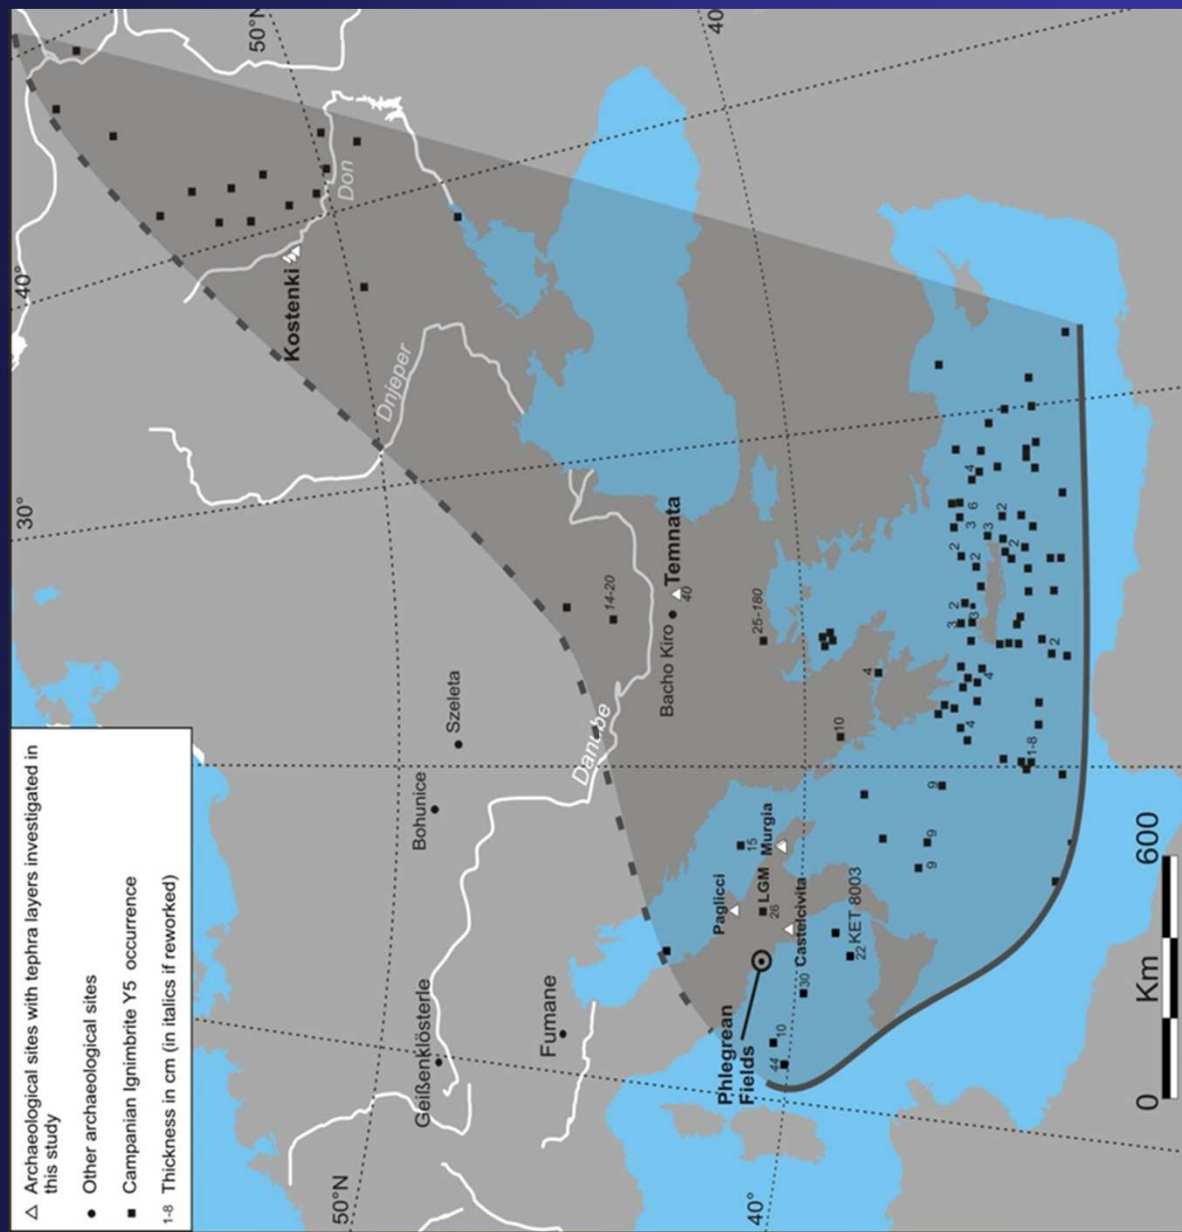 Archaeological sites with tephra layers investigated in
this study
Other archaeological sites
Campanian Ignimbrite Y5 occurrence
1-8 Thickness in cm (in italics if reworked)
30°
40°
50°N
50°N
40
40°
Kostenki
Don
Dnjeper
Geißenklösterle
Bohunice
Szeleta
Fumane
Danube
14-20
Bacho Kiro
Temnata
40
25-180
Paglicci
15
Murgia
LGM
26
Castelcivita
Phlegrean
Fields
22 KET 8003
30
10
44
10
4
9
9
9
1-8
4
4
3
2
3
2
2
2
3
3
6
2
2
4
0
Km
600